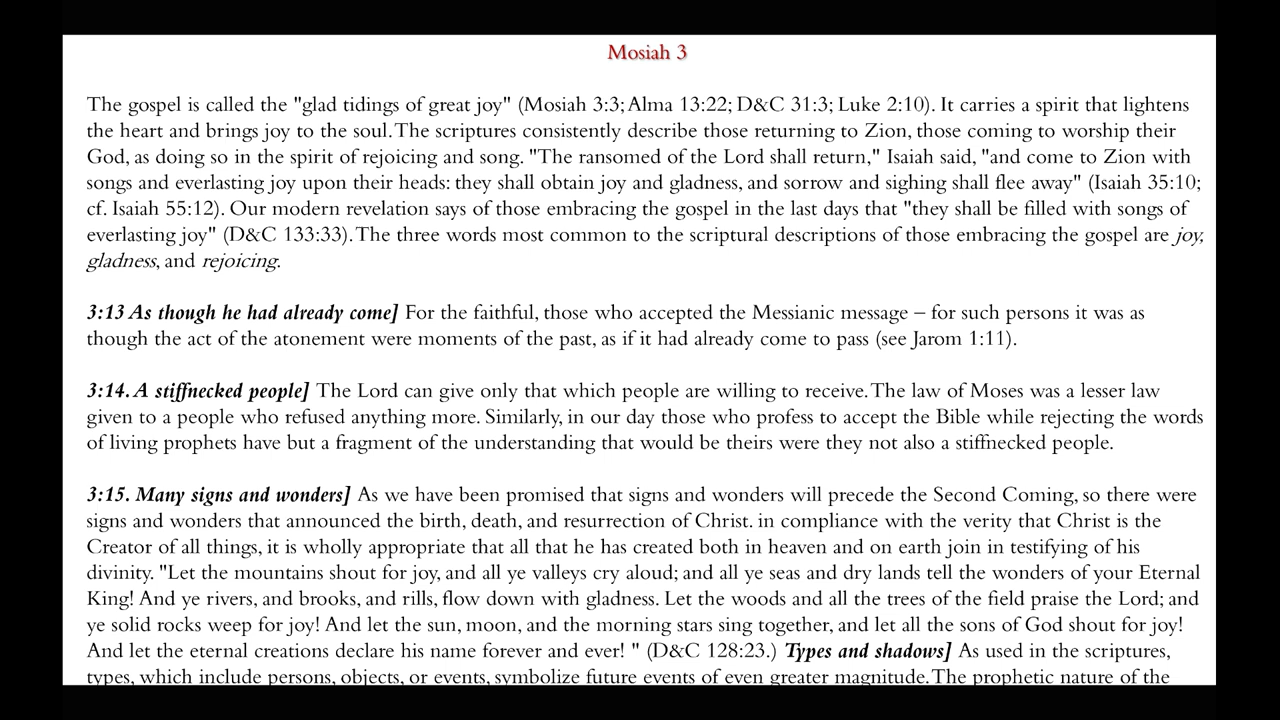 Mosiah 3
The gospel is called the "glad tidings of great joy" (Mosiah 3:3; Alma 13:22; D&C 31:3; Luke 2:10). It carries a spirit that lightens
the heart and brings joy to the soul. The scriptures consistently describe those returning to Zion, those coming to worship their
God, as doing so in the spirit of rejoicing and song. "The ransomed of the Lord shall return," Isaiah said, "and come to Zion with
songs and everlasting joy upon their heads: they shall obtain joy and gladness, and sorrow and sighing shall flee away" (Isaiah 35:10;
cf. Isaiah 55:12). Our modern revelation says of those embracing the gospel in the last days that "they shall be filled with songs of
everlasting joy" (D&C 133:33). The three words most common to the scriptural descriptions of those embracing the gospel are joy,
gladness, and rejoicing.
3:13 As though he had already come] For the faithful, those who accepted the Messianic message – for such persons it was as
though the act of the atonement were moments of the past, as if it had already come to pass (see Jarom 1:11).
3:14. A stiffnecked people] The Lord can give only that which people are willing to receive. The law of Moses was a lesser law
given to a people who refused anything more. Similarly, in our day those who profess to accept the Bible while rejecting the words
of living prophets have but a fragment of the understanding that would be theirs were they not also a stiffnecked people.
3:15. Many signs and wonders] As we have been promised that signs and wonders will precede the Second Coming, so there were
signs and wonders that announced the birth, death, and resurrection of Christ. in compliance with the verity that Christ is the
Creator of all things, it is wholly appropriate that all that he has created both in heaven and on earth join in testifying of his
divinity. "Let the mountains shout for joy, and all ye valleys cry aloud; and all ye seas and dry lands tell the wonders of your Eternal
King! And ye rivers, and brooks, and rills, flow down with gladness. Let the woods and all the trees of the field praise the Lord; and
ye solid rocks weep for joy! And let the sun, moon, and the morning stars sing together, and let all the sons of God shout for joy!
And let the eternal creations declare his name forever and ever! " (D&C 128:23.) Types and shadows] As used in the scriptures,
types, which include persons, objects, or events, symbolize future events of even greater magnitude. The prophetic nature of the